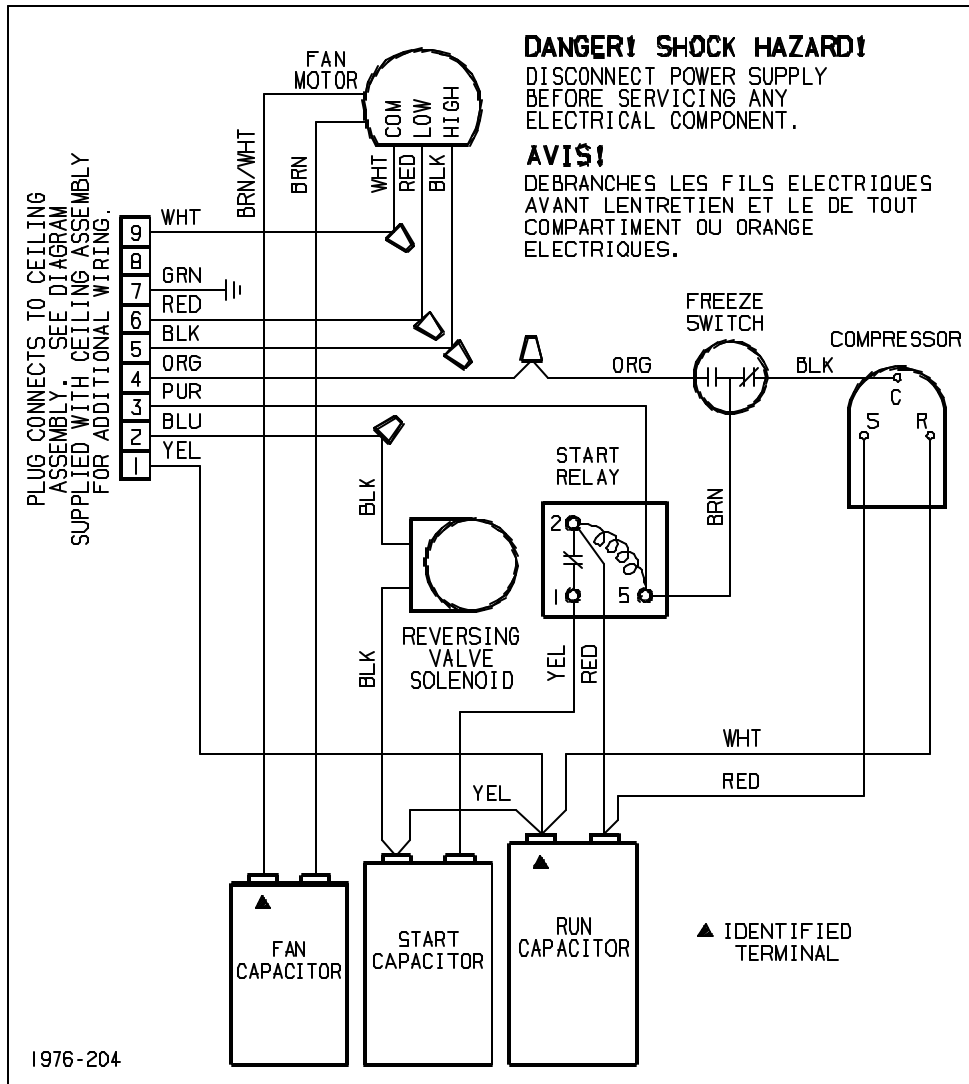 DANGER! SHOCK HAZARD!
DISCONNECT POWER SUPPLY
BEFORE SERVICING ANY
ELECTRICAL COMPONENT.
AVIS!
DEBRANCHES LES FILS ELECTRIQUES
AVANT LENTRETIEN ET LE DE TOUT
COMPARTIMENT OU ORANGE
ELECTRIQUES.
FAN
MOTOR
COM
LOW
HIGH
WHT
RED
BLK
BRN/WHT
BRN
PLUG CONNECTS TO CEILING
ASSEMBLY. SEE DIAGRAM
SUPPLIED WITH CEILING ASSEMBLY
FOR ADDITIONAL WIRING.
9 WHT
8
7 GRN
6 RED
5 BLK
4 ORG
3 PUR
2 BLU
1 YEL
ORG
FREEZE
SWITCH
BLK
COMPRESSOR
C
S R
BLK
START
RELAY
2
1 5
BRN
REVERSING
VALVE
SOLENOID
BLK
YEL
RED
WHT
RED
YEL
FAN
CAPACITOR
START
CAPACITOR
RUN
CAPACITOR
▲ IDENTIFIED
TERMINAL
1976-204